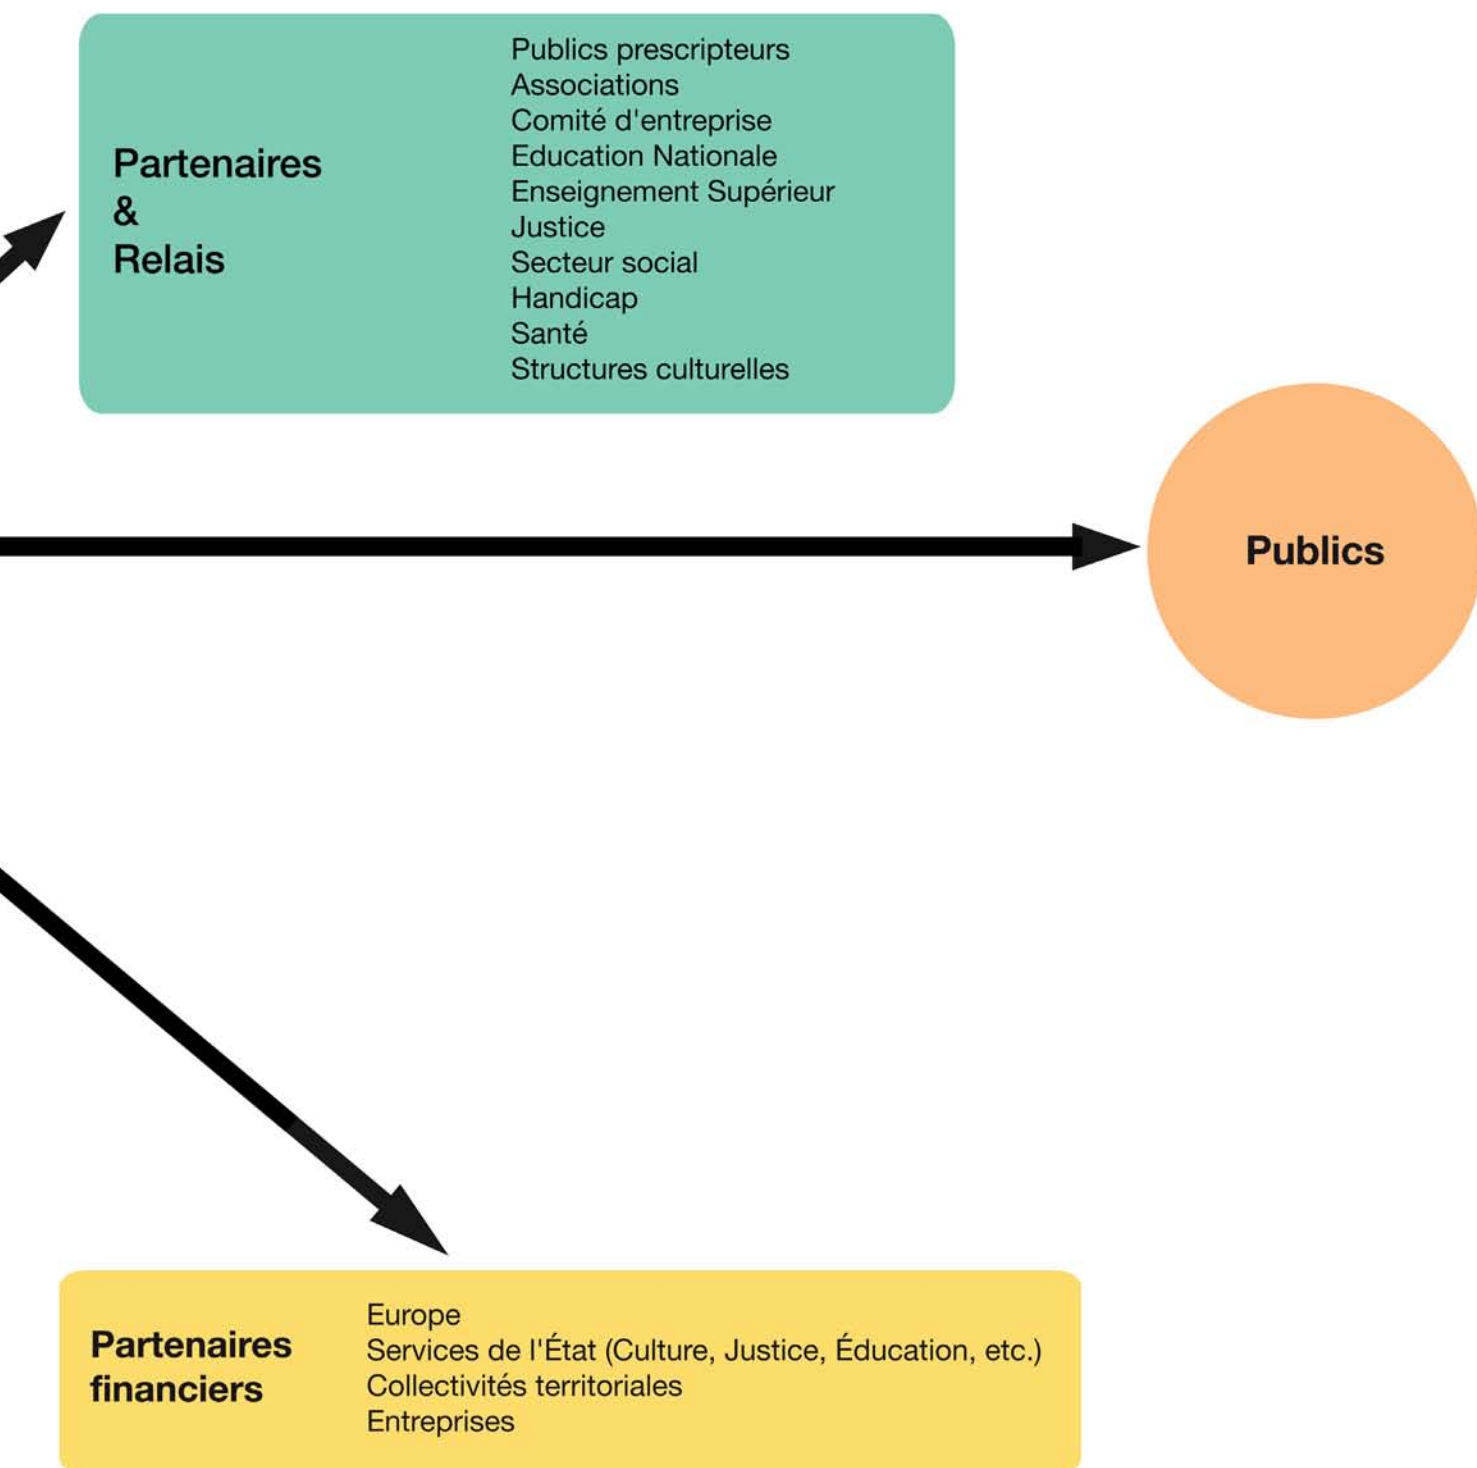 Partenaires
&
Relais
Publics prescripteurs
Associations
Comité d'entreprise
Education Nationale
Enseignement Supérieur
Justice
Secteur social
Handicap
Santé
Structures culturelles
Publics
Partenaires
financiers
Europe
Services de l'État (Culture, Justice, Éducation, etc.)
Collectivités territoriales
Entreprises